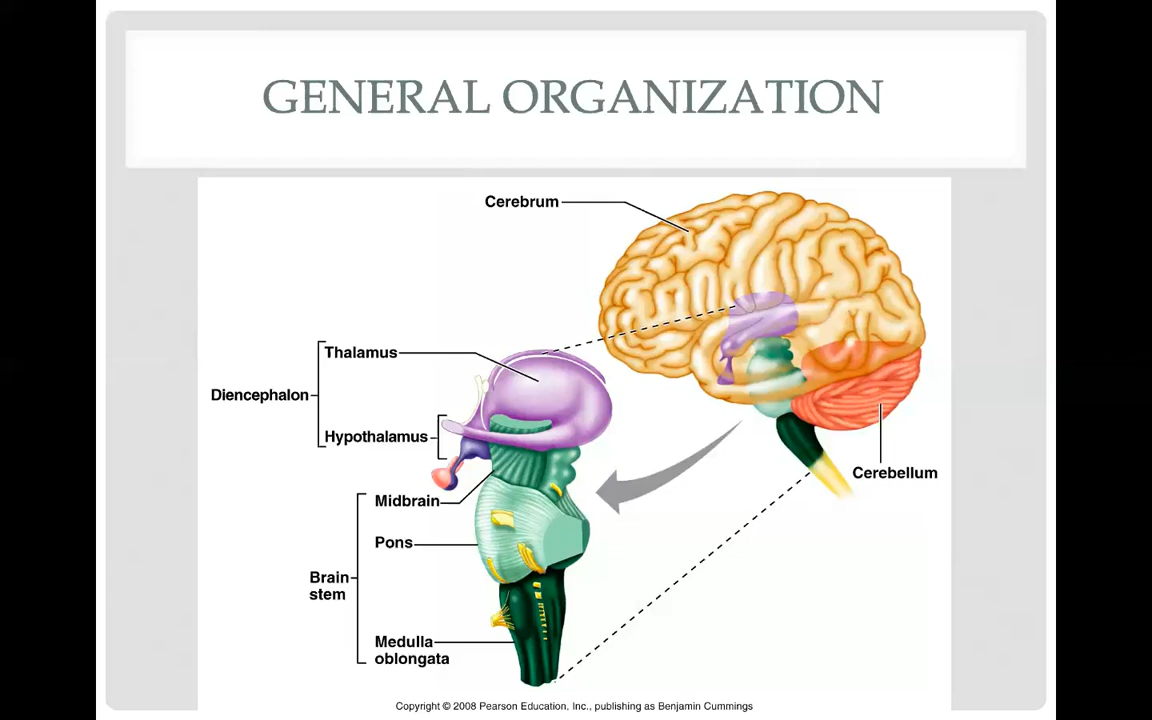 GENERAL ORGANIZATION
Cerebrum
Thalamus
Diencephalon
Hypothalamus
Cerebellum
Midbrain
Pons
Brain
stem
Medulla
oblongata
Copyright © 2008 Pearson Education, Inc., publishing as Benjamin Cummings